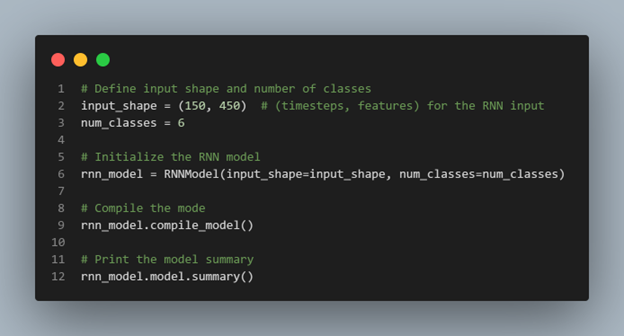 1 # Define input shape and number of classes
2 input_shape = (150, 450)  # (timesteps, features) for the RNN input
3 num_classes = 6
4
5 # Initialize the RNN model
6 rnn_model = RNNModel(input_shape=input_shape, num_classes=num_classes)
7
8 # Compile the mode
9 rnn_model.compile_model()
10
11 # Print the model summary
12 rnn_model.model.summary()